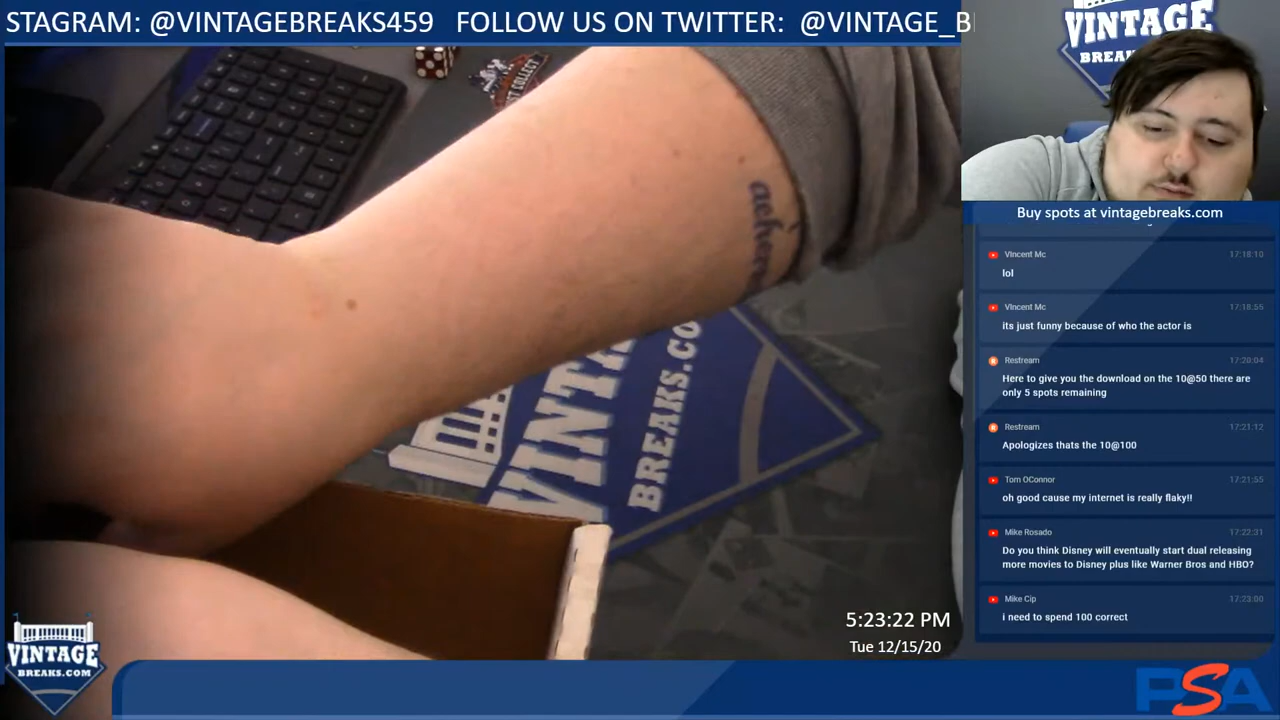 STAGRAM: @VINTAGEBREAKS459 FOLLOW US ON TWITTER: @VINTAGE_B
VINTAGE
BREA
Buy spots at vintagebreaks.com
VIncent Mc 17:18:10
lol
VIncent Mc 17:18:55
its just funny because of who the actor is
Restream 17:20:04
Here to give you the download on the 10@50 there are
only 5 spots remaining
Restream 17:21:12
Apologizes thats the 10@100
Tom OConnor 17:21:55
oh good cause my internet is really flaky!!
Mike Rosado 17:22:31
Do you think Disney will eventually start dual releasing
more movies to Disney plus like Warner Bros and HBO?
Mike Cip 17:23:00
i need to spend 100 correct
VINTA
BREAKS.CO
5:23:22 PM
Tue 12/15/20
VINTAGE
BREAKS.COM
PSA